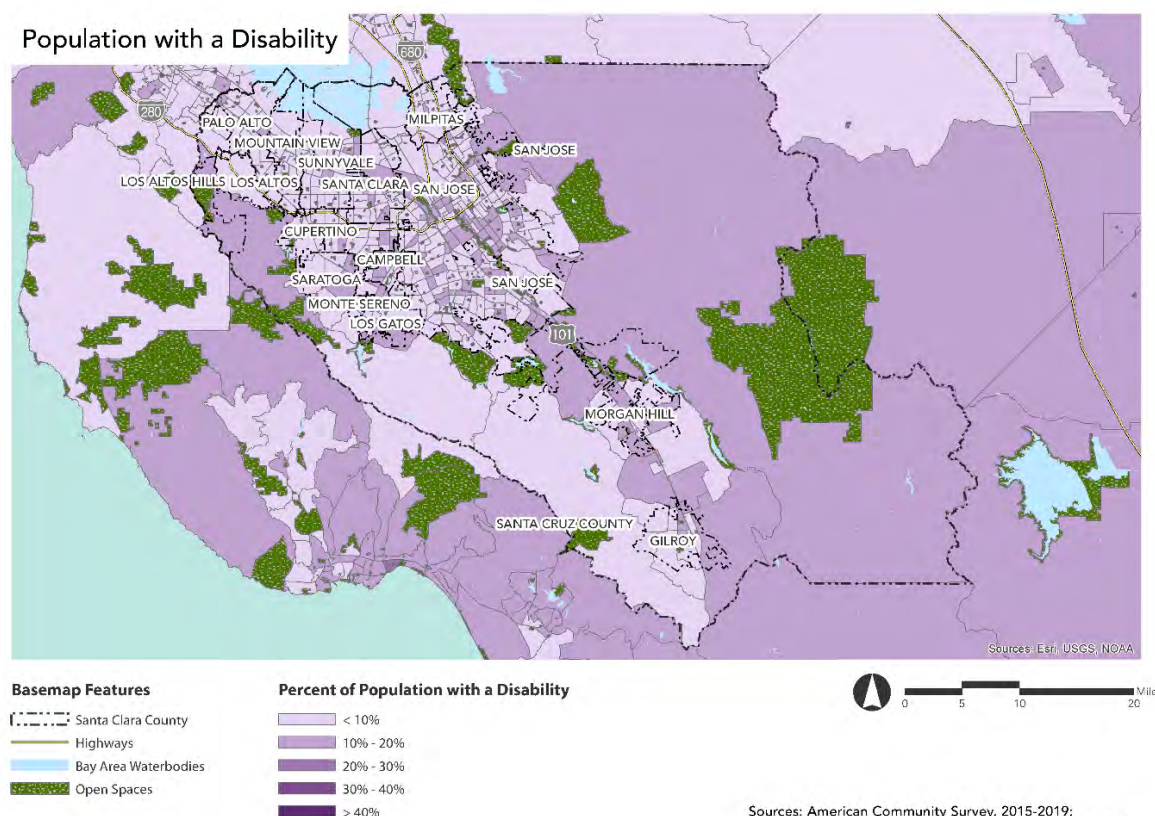 Population with a Disability
680
280
PALO ALTO
MILPITAS
MOUNTAIN VIEW
SAN JOSE
SUNNYVALE
LOS ALTOS HILLS
LOS ALTOS
SANTA CLARA
SAN JOSE
CUPERTINO
CAMPBELL
SARATOGA
SAN JOSE
MONTE SERENO
LOS GATOS
101
MORGAN HILL
SANTA CRUZ COUNTY
GILROY
Sources: Esri, USGS, NOAA
Basemap Features
Santa Clara County
Highways
Bay Area Waterbodies
Open Spaces
Percent of Population with a Disability
< 10%
10% - 20%
20% - 30%
30% - 40%
> 40%
0 5 10 20
Sources: American Community Survey, 2015-2019;